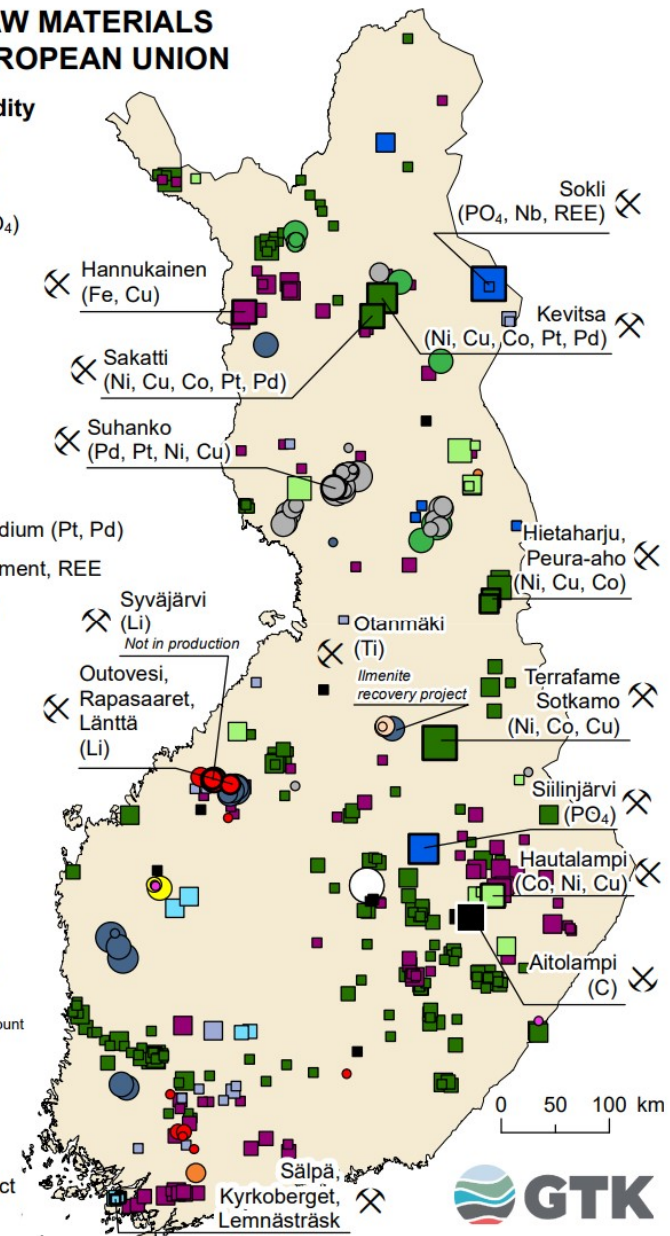 AW MATERIALS
ROPEAN UNION
dity
O₄)
Sokli
(PO₄, Nb, REE)
Hannukainen
(Fe, Cu)
Kevitsa
(Ni, Cu, Co, Pt, Pd)
Sakatti
(Ni, Cu, Co, Pt, Pd)
Suhanko
(Pd, Pt, Ni, Cu)
dium (Pt, Pd)
ment, REE
Hietaharju,
Peura-aho
(Ni, Cu, Co)
Syväjärvi
(Li)
Not in production
Otanmäki
(Ti)
Ilmenite
recovery project
Outovesi,
Rapasaaret,
Länttä
(Li)
Terrafame
Sotkamo
(Ni, Co, Cu)
Siilinjärvi
(PO₄)
Hautalampi
(Co, Ni, Cu)
Aitolampi
(C)
ount
0 50 100 km
ct
Sälpä,
Kyrkoberget,
Lemnästräsk
GTK